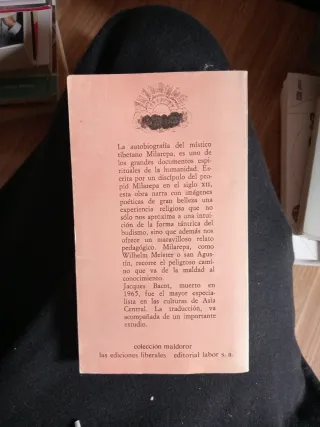 La autobiografía del místico
tibetano Milarepa, es uno de
los grandes documentos espi-
rituales de la humanidad. Es-
crita por un discípulo del pro-
pio Milarepa en el siglo XII,
esta obra narra con imágenes
poéticas de gran belleza una
experiencia religiosa que no
sólo nos aproxima a una intui-
ción de la forma tántrica del
budismo, sino que además nos
ofrece un maravilloso relato
pedagógico. Milarepa, como
Wilhelm Meister o san Agus-
tín, recorre el peligroso cami-
no que va de la maldad al
conocimiento.
Jacques Bacot, muerto en
1965, fue el mayor especia-
lista en las culturas de Asia
Central. La traducción, va
acompañada de un importante
estudio.
colección maldoror
las ediciones liberales editorial labor s. a.